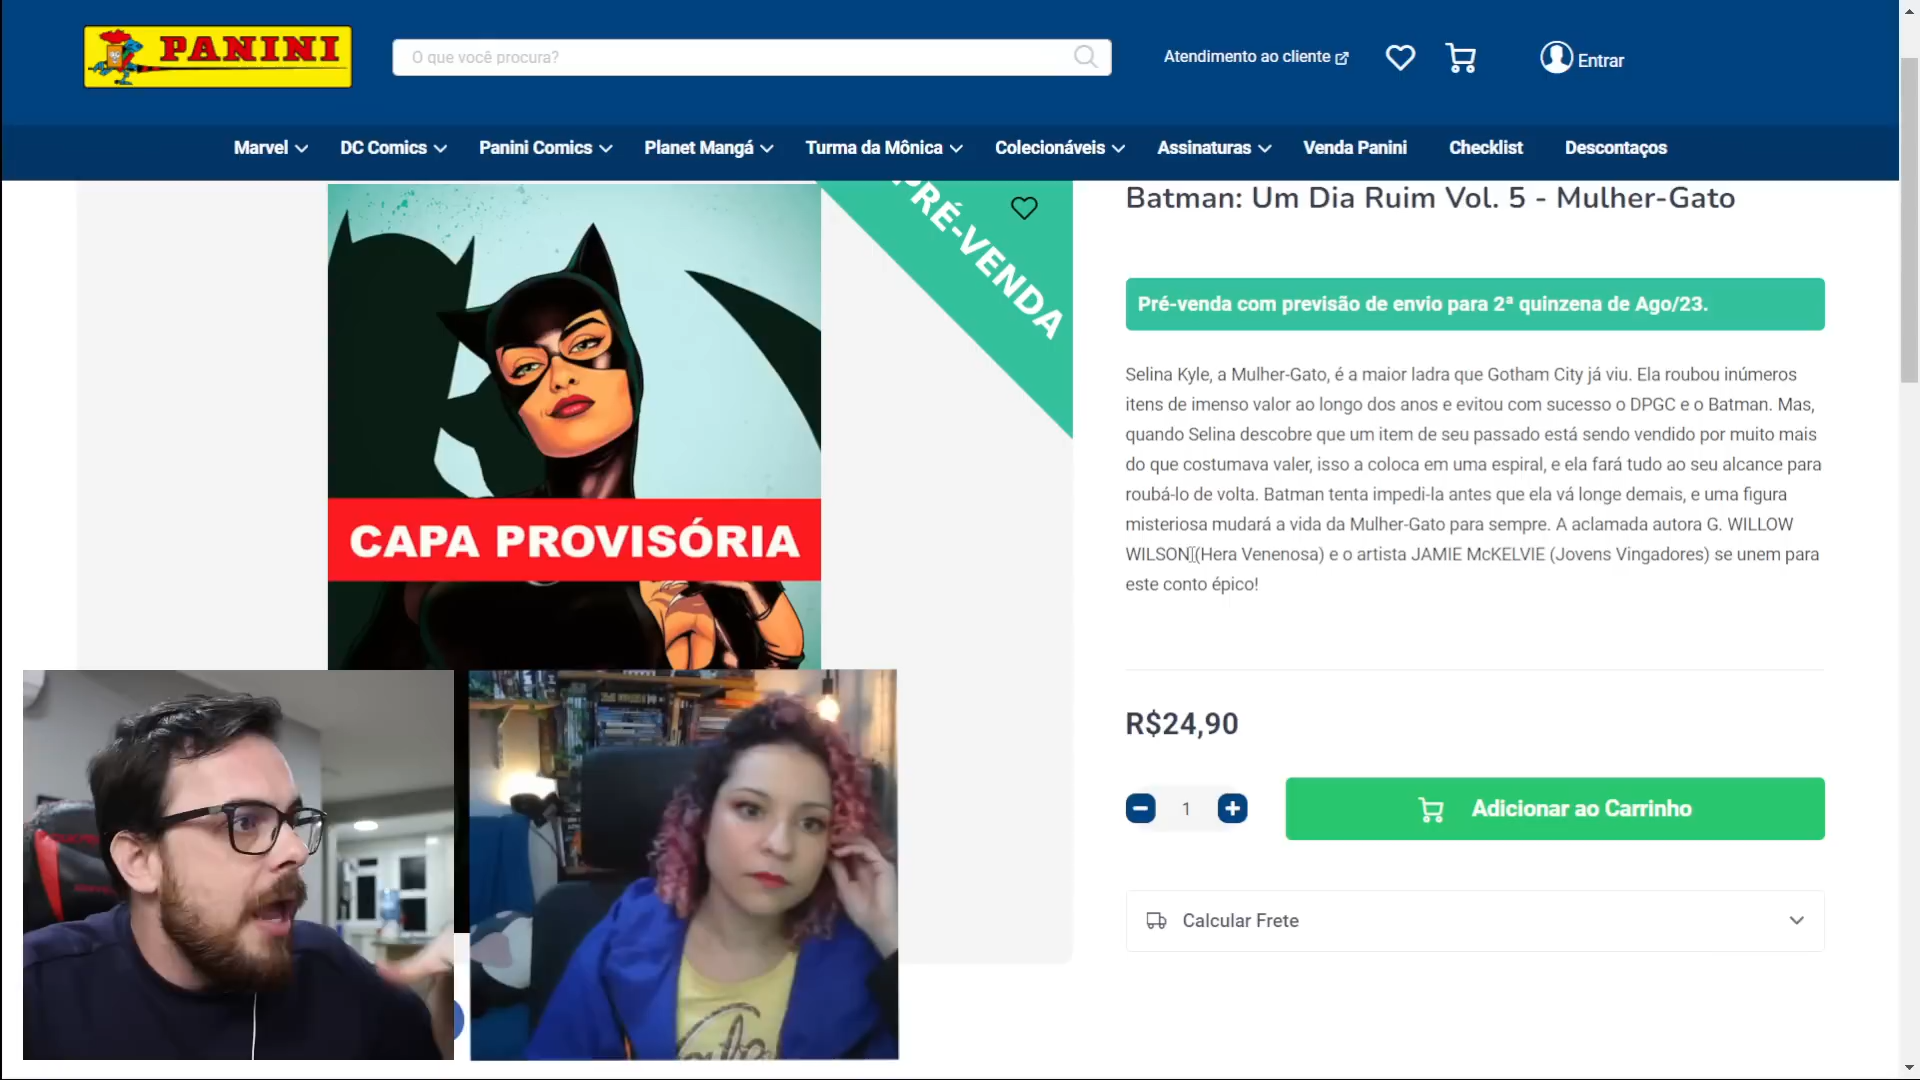 PANINI
O que você procura?
Atendimento ao cliente
Entrar
Marvel
DC Comics
Panini Comics
Planet Mangá
Turma da Mônica
Colecionáveis
Assinaturas
Venda Panini
Checklist
Descontaços
PRÉ-VENDA
CAPA PROVISÓRIA
Batman: Um Dia Ruim Vol. 5 - Mulher-Gato
Pré-venda com previsão de envio para 2ª quinzena de Ago/23.
Selina Kyle, a Mulher-Gato, é a maior ladra que Gotham City já viu. Ela roubou inúmeros
itens de imenso valor ao longo dos anos e evitou com sucesso o DPGC e o Batman. Mas,
quando Selina descobre que um item de seu passado está sendo vendido por muito mais
do que costumava valer, isso a coloca em uma espiral, e ela fará tudo ao seu alcance para
roubá-lo de volta. Batman tenta impedi-la antes que ela vá longe demais, e uma figura
misteriosa mudará a vida da Mulher-Gato para sempre. A aclamada autora G. WILLOW
WILSON (Hera Venenosa) e o artista JAMIE McKELVIE (Jovens Vingadores) se unem para
este conto épico!
R$24,90
1
Adicionar ao Carrinho
Calcular Frete